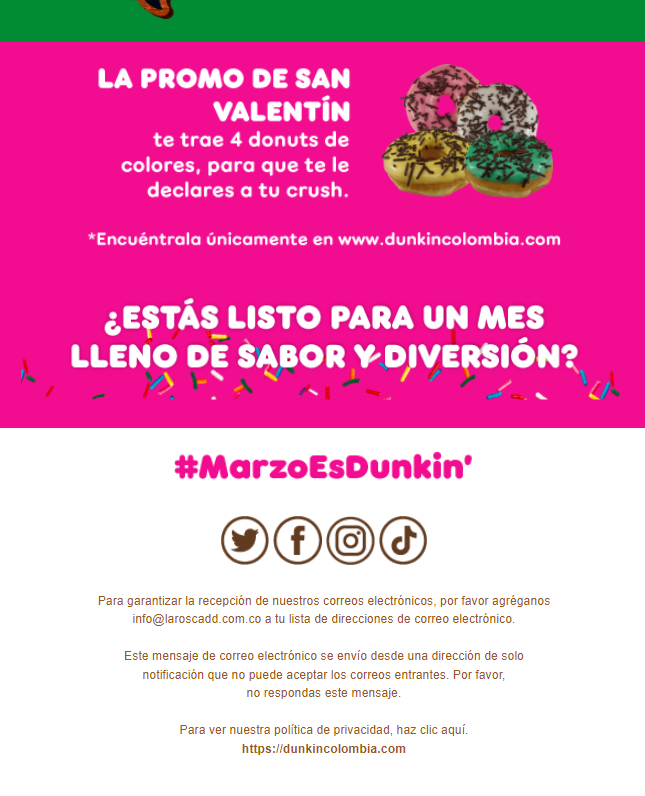 LA PROMO DE SAN
VALENTÍN
te trae 4 donuts de
colores, para que te le
declares a tu crush.
*Encuéntrala únicamente en www.dunkincolombia.com
¿ESTÁS LISTO PARA UN MES
LLENO DE SABOR Y DIVERSIÓN?
#MarzoEsDunkin'
Para garantizar la recepción de nuestros correos electrónicos, por favor agréganos
info@laroscadd.com.co a tu lista de direcciones de correo electrónico.
Este mensaje de correo electrónico se envío desde una dirección de solo
notificación que no puede aceptar los correos entrantes. Por favor,
no respondas este mensaje.
Para ver nuestra política de privacidad, haz clic aquí.
https://dunkincolombia.com